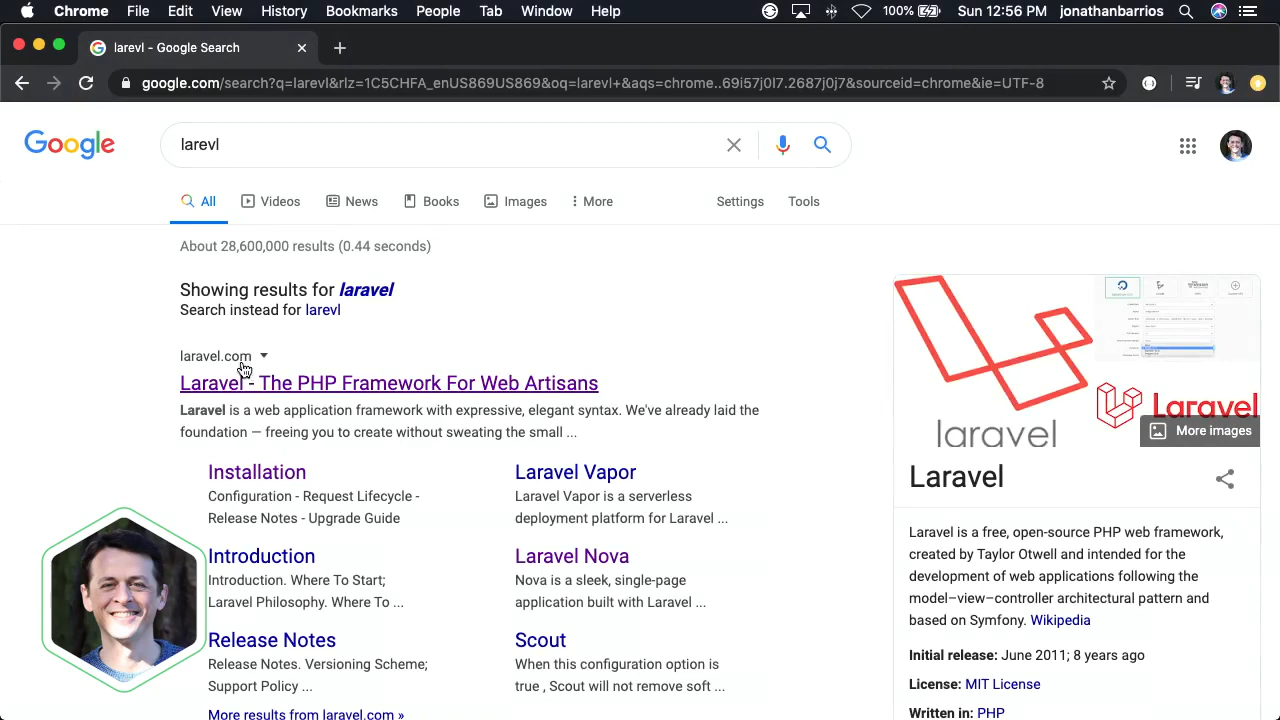 Chrome File Edit View History Bookmarks People Tab Window Help 100% Sun 12:56 PM jonathanbarrios
larevl - Google Search
google.com/search?q=larevl&rlz=1C5CHFA_enUS869US869&oq=larevl+&aqs=chrome..69i57j0l7.2687j0j7&sourceid=chrome&ie=UTF-8
Google
larevl
All Videos News Books Images More Settings Tools
About 28,600,000 results (0.44 seconds)
Showing results for laravel
Search instead for larevl
laravel.com
Laravel - The PHP Framework For Web Artisans
Laravel is a web application framework with expressive, elegant syntax. We've already laid the
foundation — freeing you to create without sweating the small ...
Installation
Configuration - Request Lifecycle -
Release Notes - Upgrade Guide
Laravel Vapor
Laravel Vapor is a serverless
deployment platform for Laravel ...
Introduction
Introduction. Where To Start;
Laravel Philosophy. Where To ...
Laravel Nova
Nova is a sleek, single-page
application built with Laravel ...
Release Notes
Release Notes. Versioning Scheme;
Support Policy ...
Scout
When this configuration option is
true , Scout will not remove soft ...
More results from laravel.com »
laravel
Laravel
More images
Laravel
Laravel is a free, open-source PHP web framework,
created by Taylor Otwell and intended for the
development of web applications following the
model–view–controller architectural pattern and
based on Symfony. Wikipedia
Initial release: June 2011; 8 years ago
License: MIT License
Written in: PHP